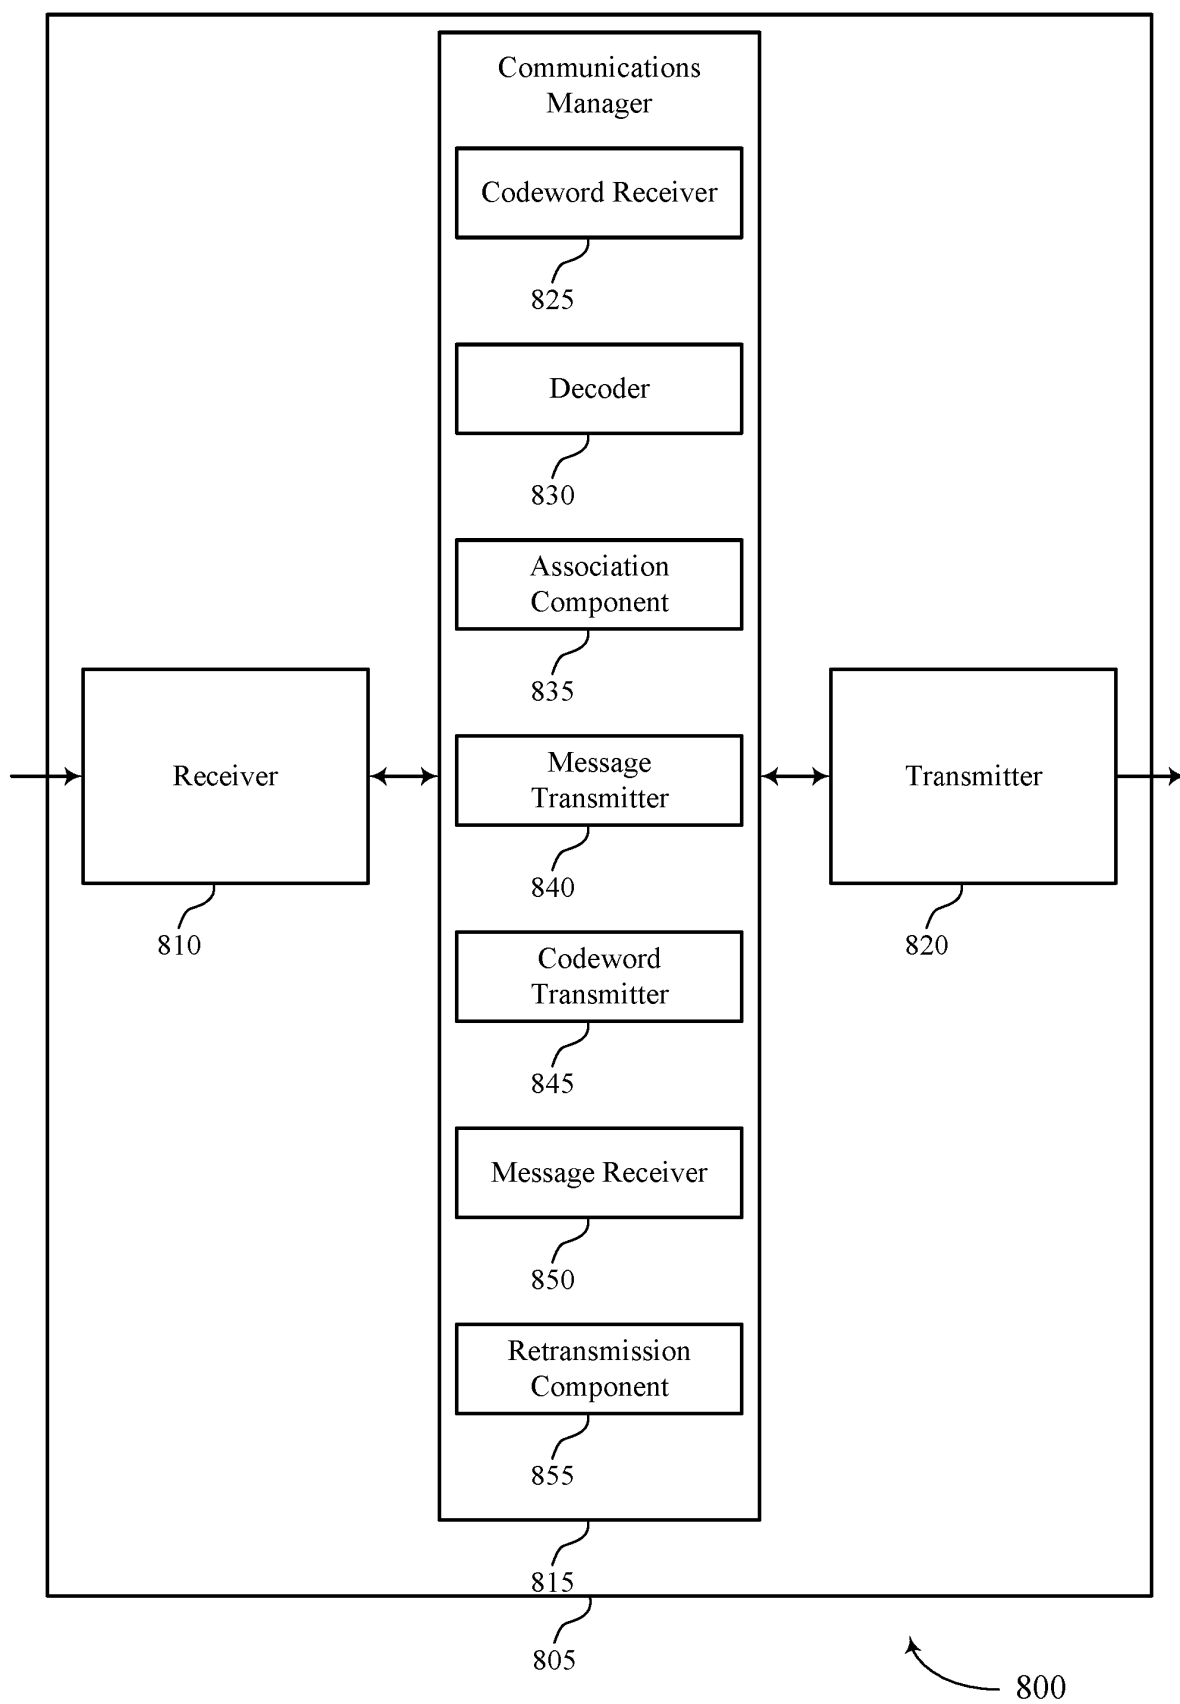 Communications
Manager
Codeword Receiver
825
Decoder
830
Association
Component
835
Receiver
810
Message
Transmitter
840
Transmitter
820
Codeword
Transmitter
845
Message Receiver
850
Retransmission
Component
855
815
805
800